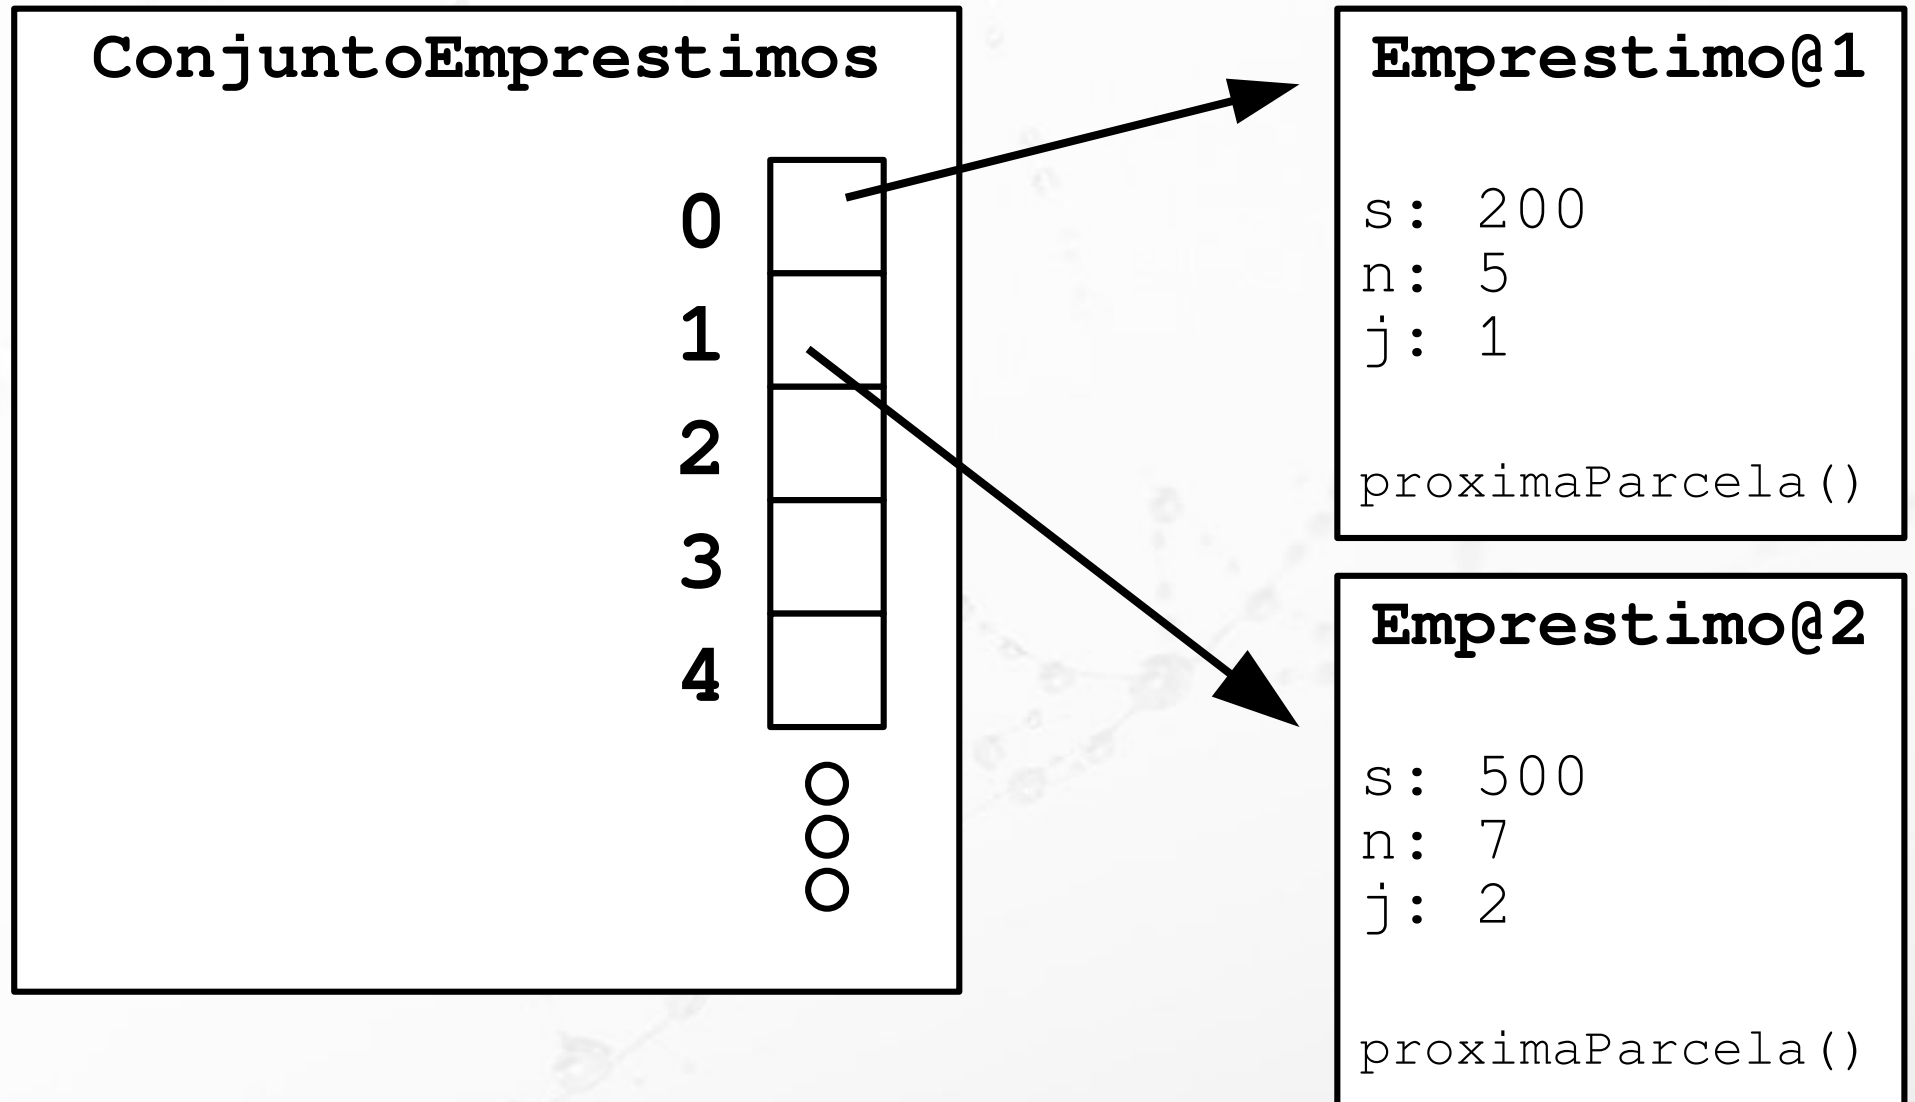 ConjuntoEmprestimos
0
1
2
3
4
Emprestimo@1
s: 200
n: 5
j: 1
proximaParcela()
Emprestimo@2
s: 500
n: 7
j: 2
proximaParcela()